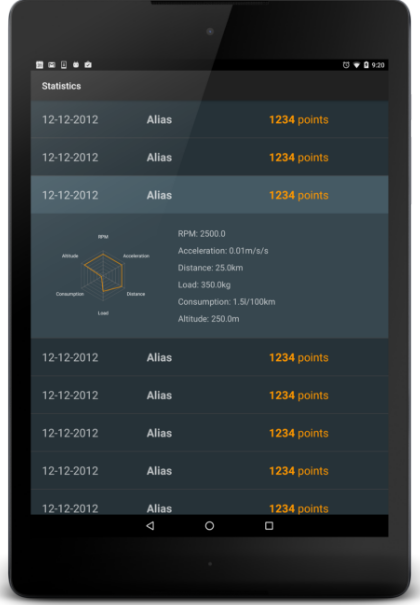 9:20
Statistics
12-12-2012 Alias 1234 points
12-12-2012 Alias 1234 points
12-12-2012 Alias 1234 points
RPM
Altitude Acceleration
Consumption Distance
Load
RPM: 2500.0
Acceleration: 0.01m/s/s
Distance: 25.0km
Load: 350.0kg
Consumption: 1.5l/100km
Altitude: 250.0m
12-12-2012 Alias 1234 points
12-12-2012 Alias 1234 points
12-12-2012 Alias 1234 points
12-12-2012 Alias 1234 points
12-12-2012 Alias 1234 points